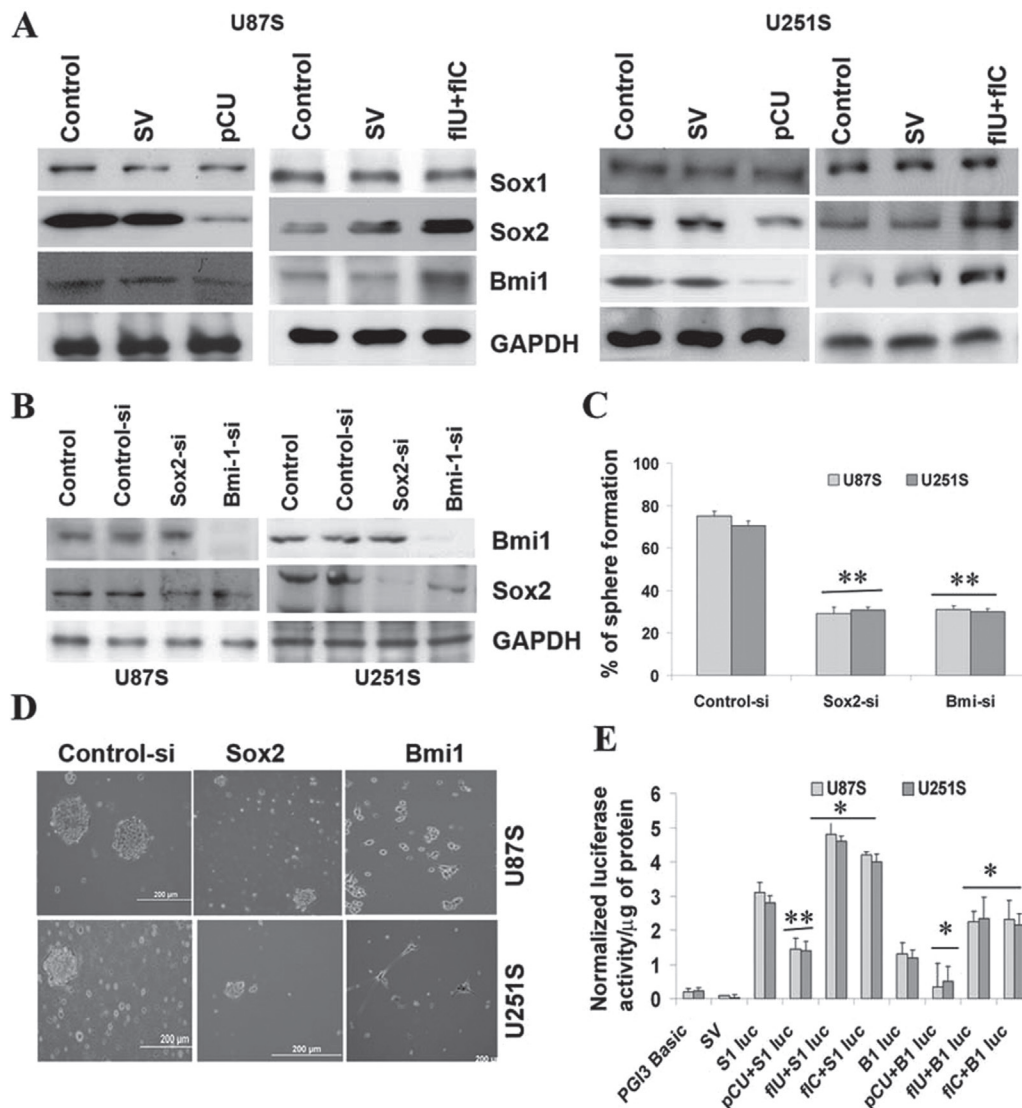 A
U87S
U251S
Control
SV
pCU
Control
SV
flU+flC
Control
SV
pCU
Control
SV
flU+flC
Sox1
Sox2
Bmi1
GAPDH
B
Control
Control-si
Sox2-si
Bmi-1-si
Control
Control-si
Sox2-si
Bmi-1-si
Bmi1
Sox2
GAPDH
U87S
U251S
C
% of sphere formation
100
80
60
40
20
0
U87S
U251S
**
**
Control-si
Sox2-si
Bmi-si
D
Control-si
Sox2
Bmi1
U87S
U251S
200 µm
200 µm
200 µm
200 µm
E
Normalized luciferase
activity/µg of protein
6
5
4
3
2
1
0
U87S
U251S
*
**
*
*
PGl3 Basic
SV
S1 luc
pCU+S1 luc
flU+S1 luc
flC+S1 luc
B1 luc
pCU+B1 luc
flU+B1 luc
flC+B1 luc